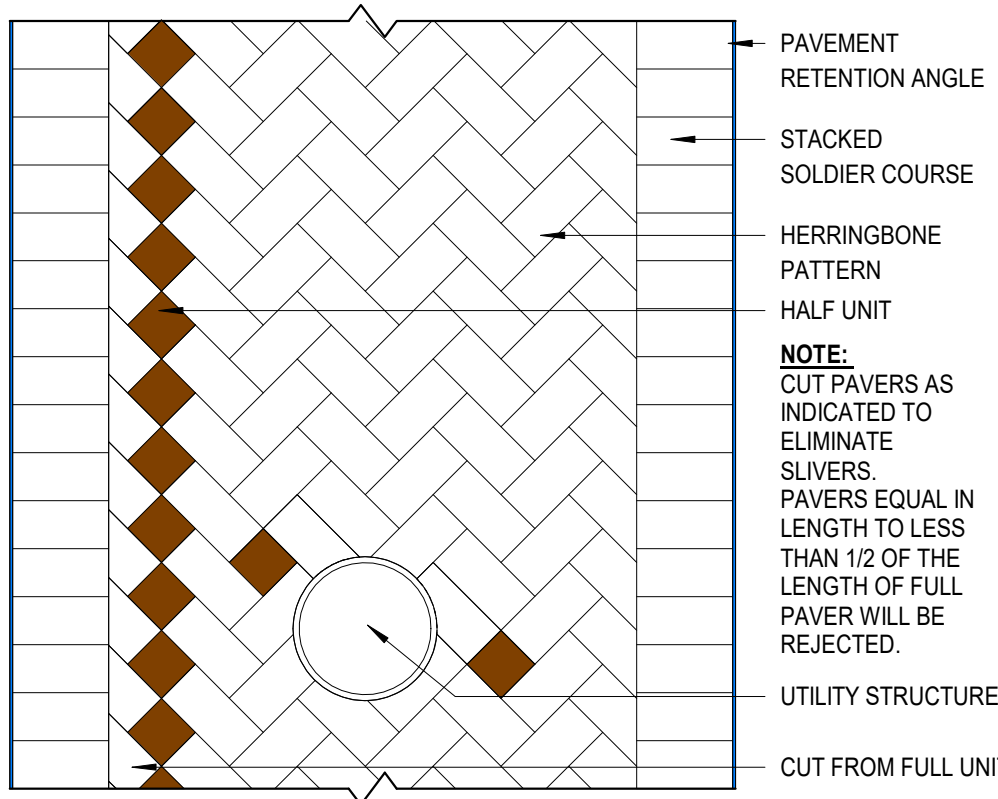 PAVEMENT
RETENTION ANGLE
STACKED
SOLDIER COURSE
HERRINGBONE
PATTERN
HALF UNIT
NOTE:
CUT PAVERS AS
INDICATED TO
ELIMINATE
SLIVERS.
PAVERS EQUAL IN
LENGTH TO LESS
THAN 1/2 OF THE
LENGTH OF FULL
PAVER WILL BE
REJECTED.
UTILITY STRUCTURE
CUT FROM FULL UNIT